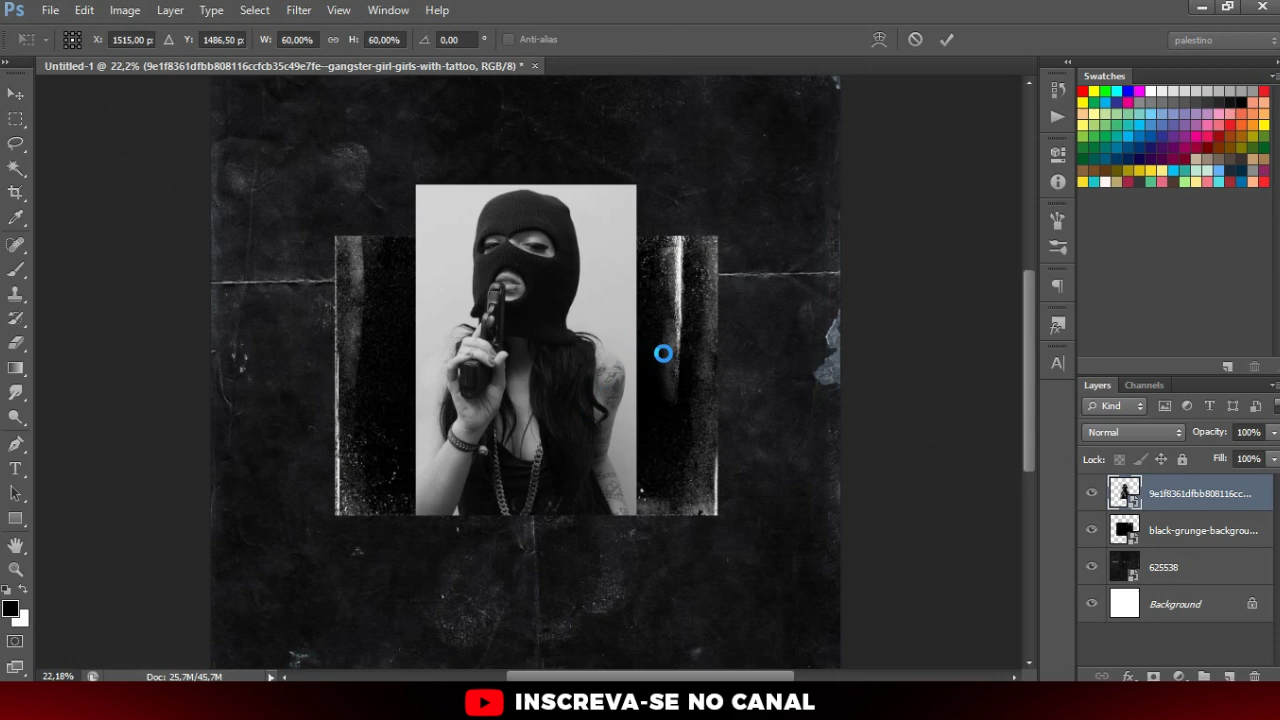 Ps File Edit Image Layer Type Select Filter View Window Help
X: 1515,00 p: Y: 1486,50 p: W: 60,00% H: 60,00% 0,00 ° Anti-alias palestino
Untitled-1 @ 22,2% (9e1f8361dfbb808116ccfcb35c49e7fe--gangster-girl-girls-with-tattoo, RGB/8) * ×
Swatches
Layers Channels
Kind
Normal Opacity: 100%
Lock: Fill: 100%
9e1f8361dfbb808116cc...
black-grunge-backgrou...
625538
Background
22,18% Doc: 25,7M/45,7M
INSCREVA-SE NO CANAL